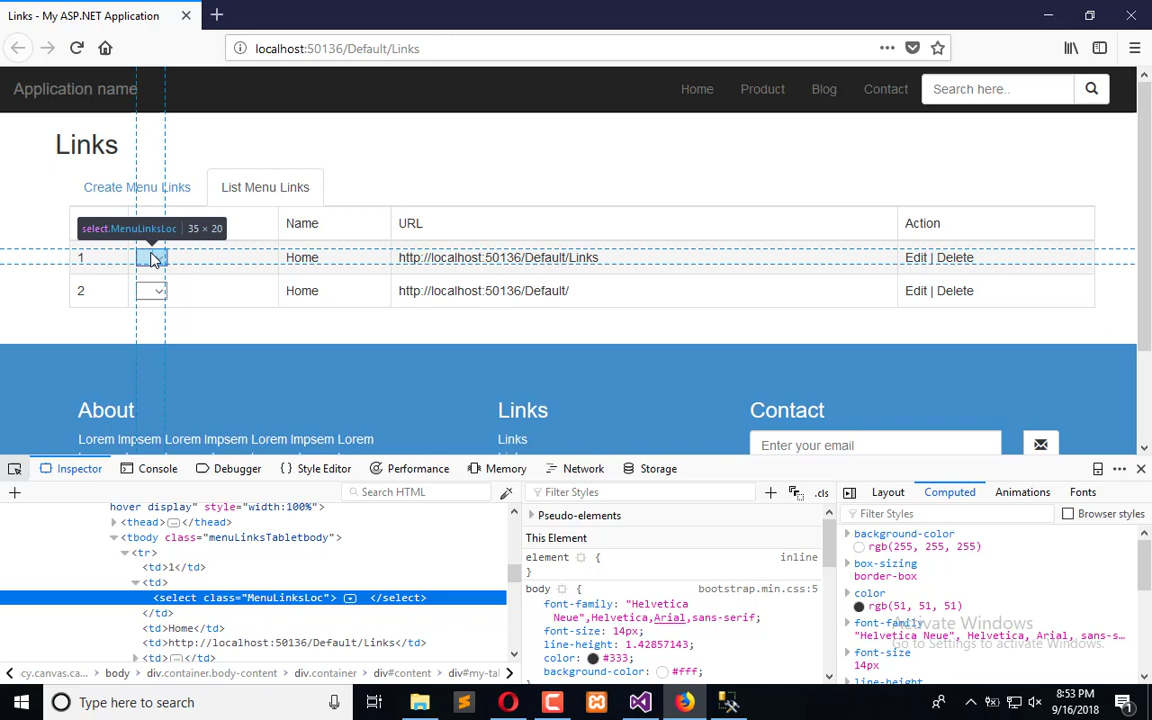 Links - My ASP.NET Application
localhost:50136/Default/Links
Application name
Home
Product
Blog
Contact
Search here..
Links
Create Menu Links
List Menu Links
select.MenuLinksLoc | 35 × 20
Name
URL
Action
1
Home
http://localhost:50136/Default/Links
Edit | Delete
2
Home
http://localhost:50136/Default/
Edit | Delete
About
Links
Contact
Lorem Impsem Lorem Impsem Lorem Impsem Lorem
Links
Enter your email
Inspector
Console
Debugger
{ } Style Editor
Performance
Memory
Network
Storage
Search HTML
Filter Styles
.cls
Layout
Computed
Animations
Fonts
hover display" style="width:100%">
<thead>…</thead>
<tbody class="menuLinksTabletbody">
<tr>
<td>1</td>
<td>
<select class="MenuLinksLoc"> </select>
</td>
<td>Home</td>
<td>http://localhost:50136/Default/Links</td>
<td>…</td>
cy.canvas.ca...
body
div.container.body-content
div.container
div#content
div#my-tal
Pseudo-elements
This Element
element { inline
}
body { bootstrap.min.css:5
font-family: "Helvetica
Neue",Helvetica,Arial,sans-serif;
font-size: 14px;
line-height: 1.42857143;
color: #333;
background-color: #fff;
Filter Styles
Browser styles
background-color
rgb(255, 255, 255)
box-sizing
border-box
color
rgb(51, 51, 51)
font-family
"Helvetica Neue", Helvetica, Arial, sans-s...
font-size
14px
line-height
Activate Windows
Go to Settings to activate Windows.
Type here to search
8:53 PM
9/16/2018
1